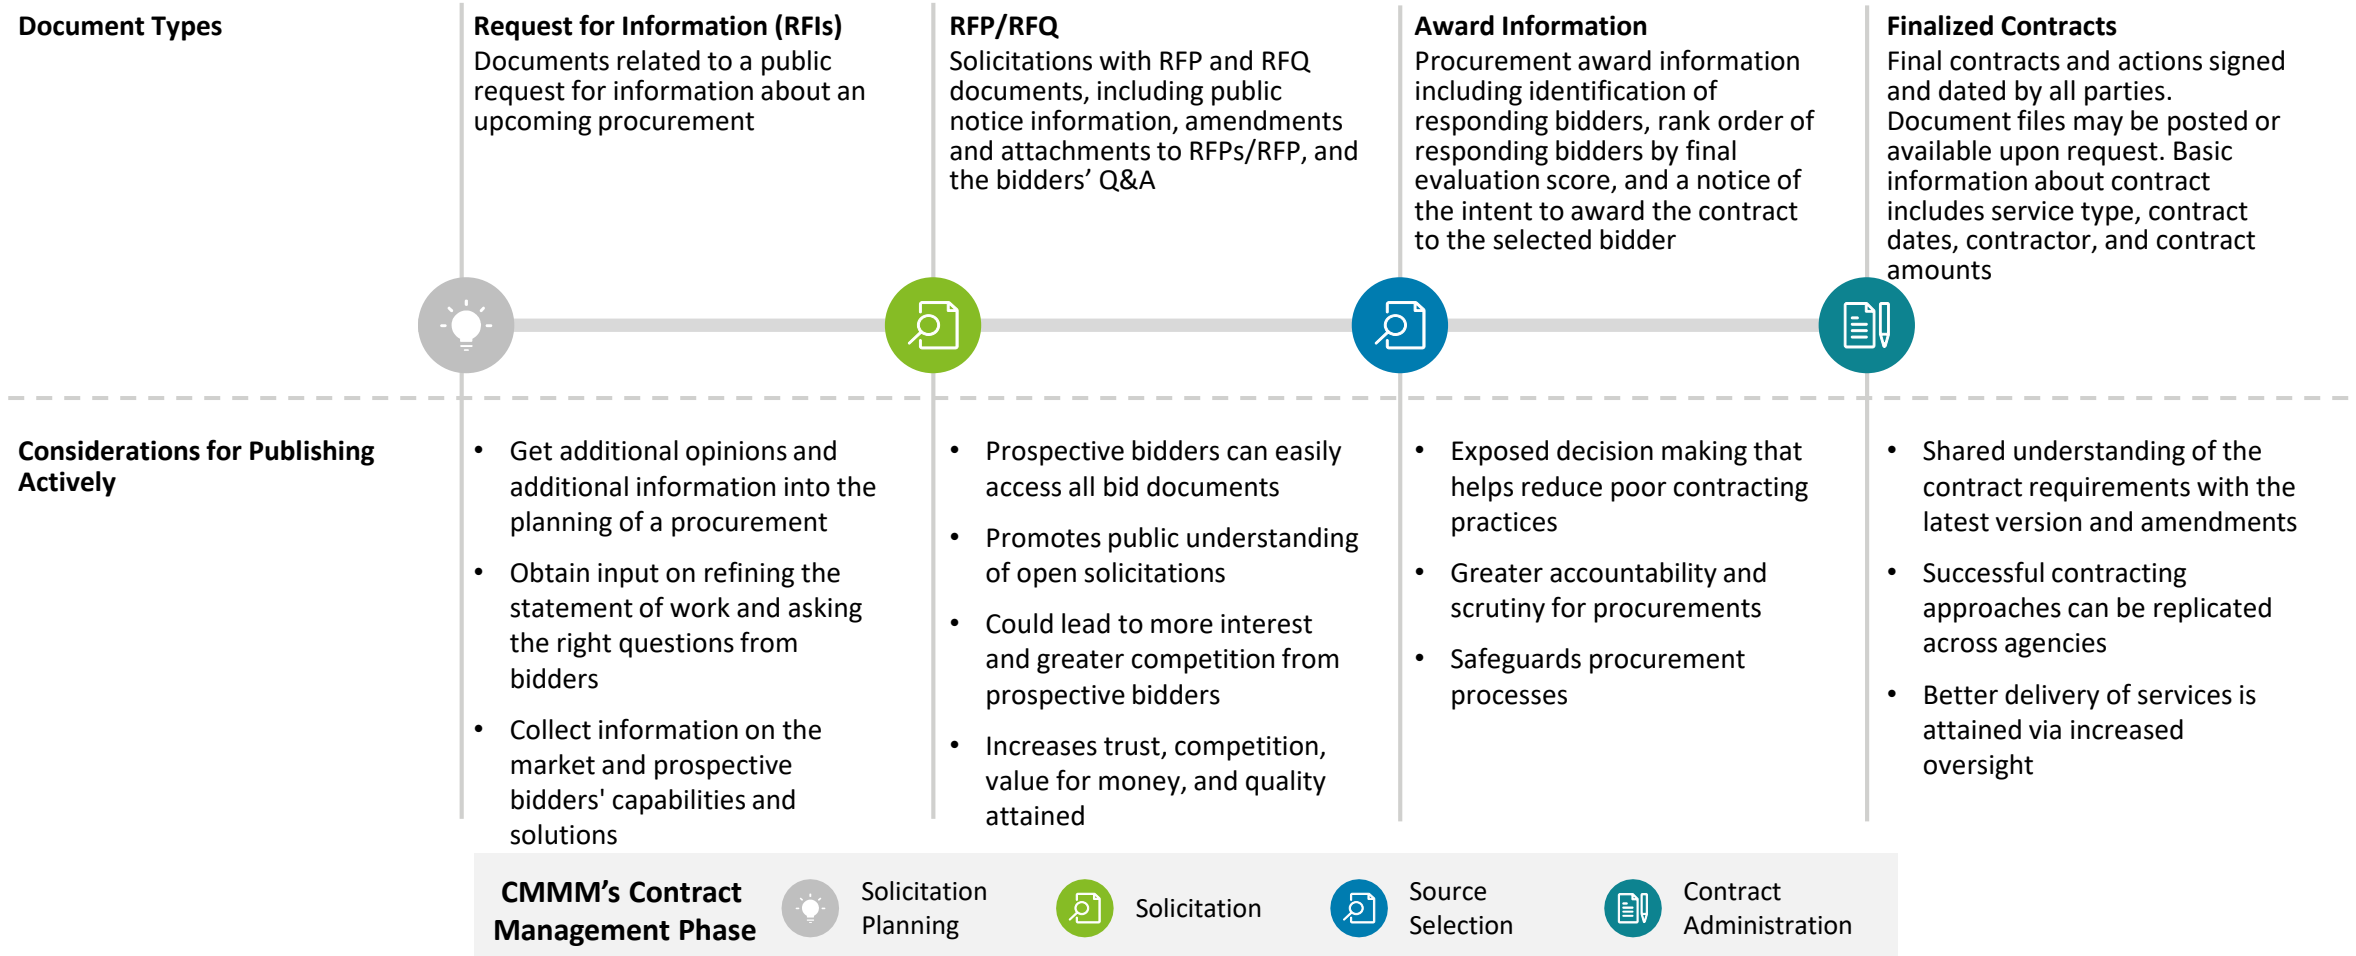 Document Types
Request for Information (RFIs)
Documents related to a public
request for information about an
upcoming procurement
RFP/RFQ
Solicitations with RFP and RFQ
documents, including public
notice information, amendments
and attachments to RFPs/RFP, and
the bidders’ Q&A
Award Information
Procurement award information
including identification of
responding bidders, rank order of
responding bidders by final
evaluation score, and a notice of
the intent to award the contract
to the selected bidder
Finalized Contracts
Final contracts and actions signed
and dated by all parties.
Document files may be posted or
available upon request. Basic
information about contract
includes service type, contract
dates, contractor, and contract
amounts
Considerations for Publishing
Actively
• Get additional opinions and
additional information into the
planning of a procurement
• Obtain input on refining the
statement of work and asking
the right questions from
bidders
• Collect information on the
market and prospective
bidders' capabilities and
solutions
• Prospective bidders can easily
access all bid documents
• Promotes public understanding
of open solicitations
• Could lead to more interest
and greater competition from
prospective bidders
• Increases trust, competition,
value for money, and quality
attained
• Exposed decision making that
helps reduce poor contracting
practices
• Greater accountability and
scrutiny for procurements
• Safeguards procurement
processes
• Shared understanding of the
contract requirements with the
latest version and amendments
• Successful contracting
approaches can be replicated
across agencies
• Better delivery of services is
attained via increased
oversight
CMMM’s Contract
Management Phase
Solicitation
Planning
Solicitation
Source
Selection
Contract
Administration